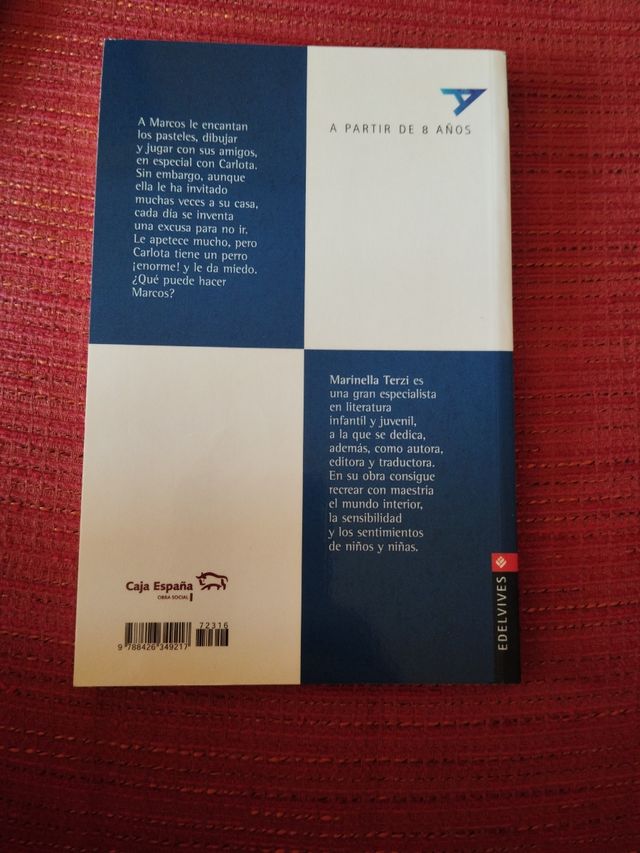 A Marcos le encantan
los pasteles, dibujar
y jugar con sus amigos,
en especial con Carlota.
Sin embargo, aunque
ella le ha invitado
muchas veces a su casa,
cada día se inventa
una excusa para no ir.
Le apetece mucho, pero
Carlota tiene un perro
¡enorme! y le da miedo.
¿Qué puede hacer
Marcos?
A PARTIR DE 8 AÑOS
Marinella Terzi es
una gran especialista
en literatura
infantil y juvenil,
a la que se dedica,
además, como autora,
editora y traductora.
En su obra consigue
recrear con maestría
el mundo interior,
la sensibilidad
y los sentimientos
de niños y niñas.
Caja España
OBRA SOCIAL
72316
9 788426 349217
EDELVIVES